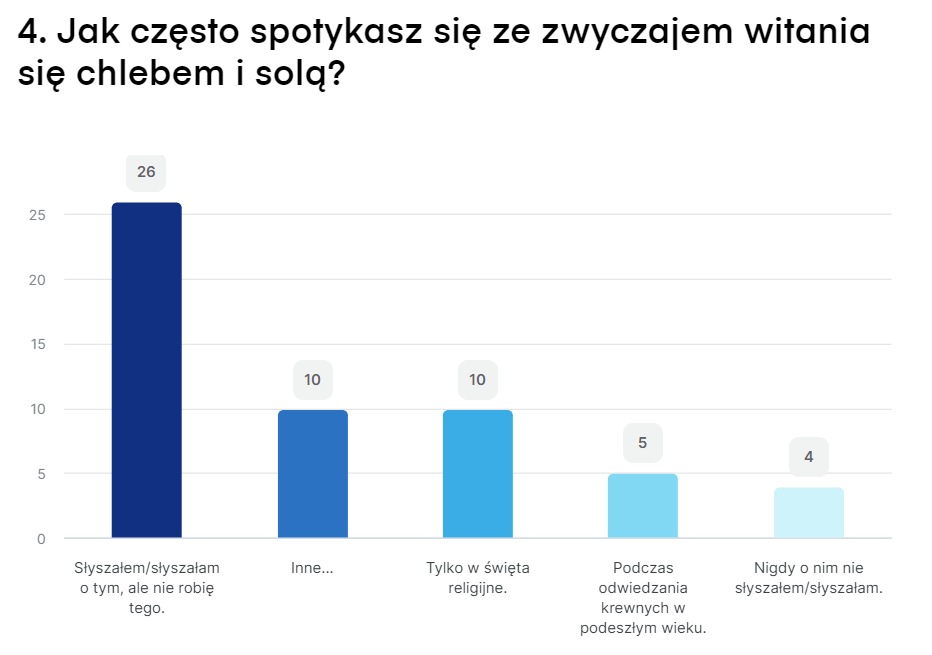 4. Jak często spotykasz się ze zwyczajem witania
się chlebem i solą?
26
25
20
15
10
10
10
5
5
4
0
Słyszałem/słyszałam
o tym, ale nie robię
tego.
Inne...
Tylko w święta
religijne.
Podczas
odwiedzania
krewnych w
podeszłym wieku.
Nigdy o nim nie
słyszałem/słyszałam.